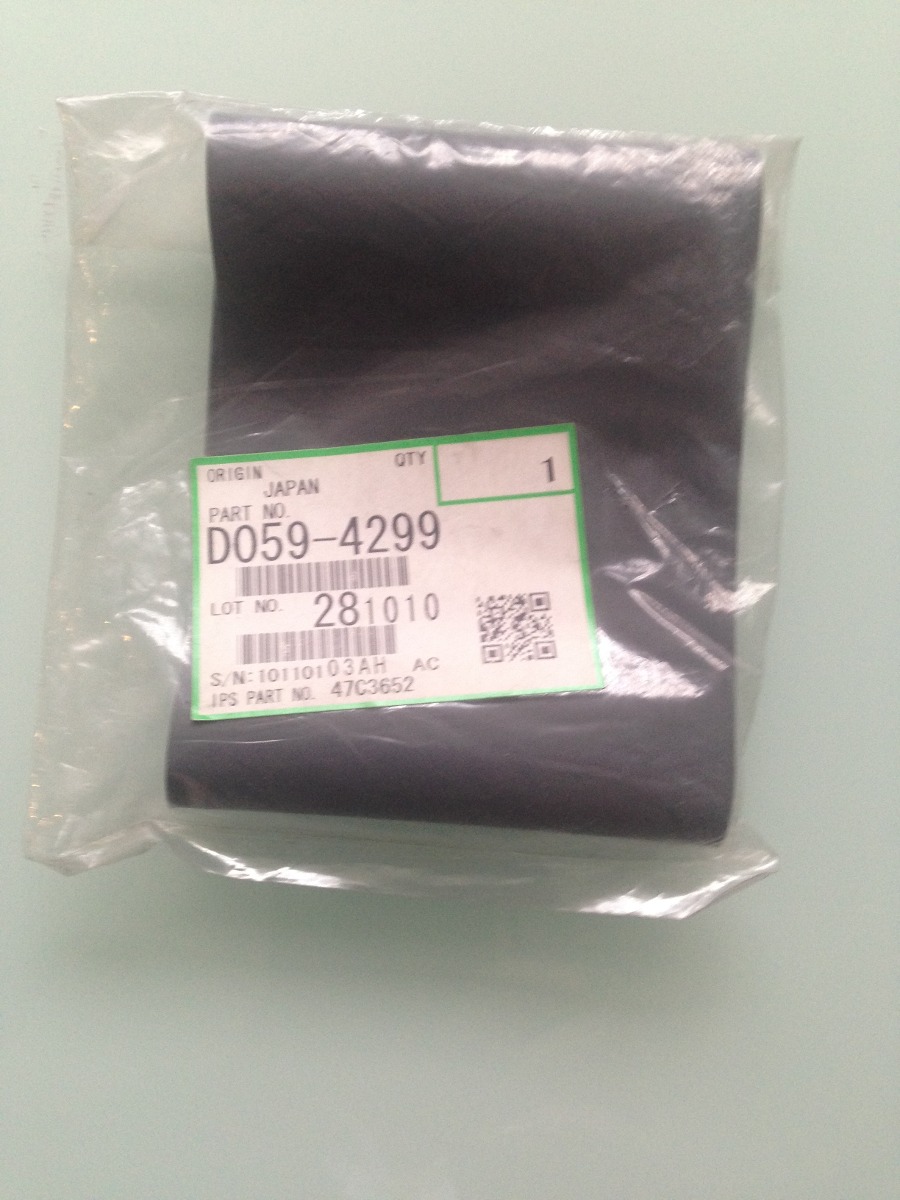 ORIGIN QTY 1
JAPAN
PART NO.
D059-4299
LOT NO. 281010
S/N:10110103AH AC
IPS PART NO. 47C3652